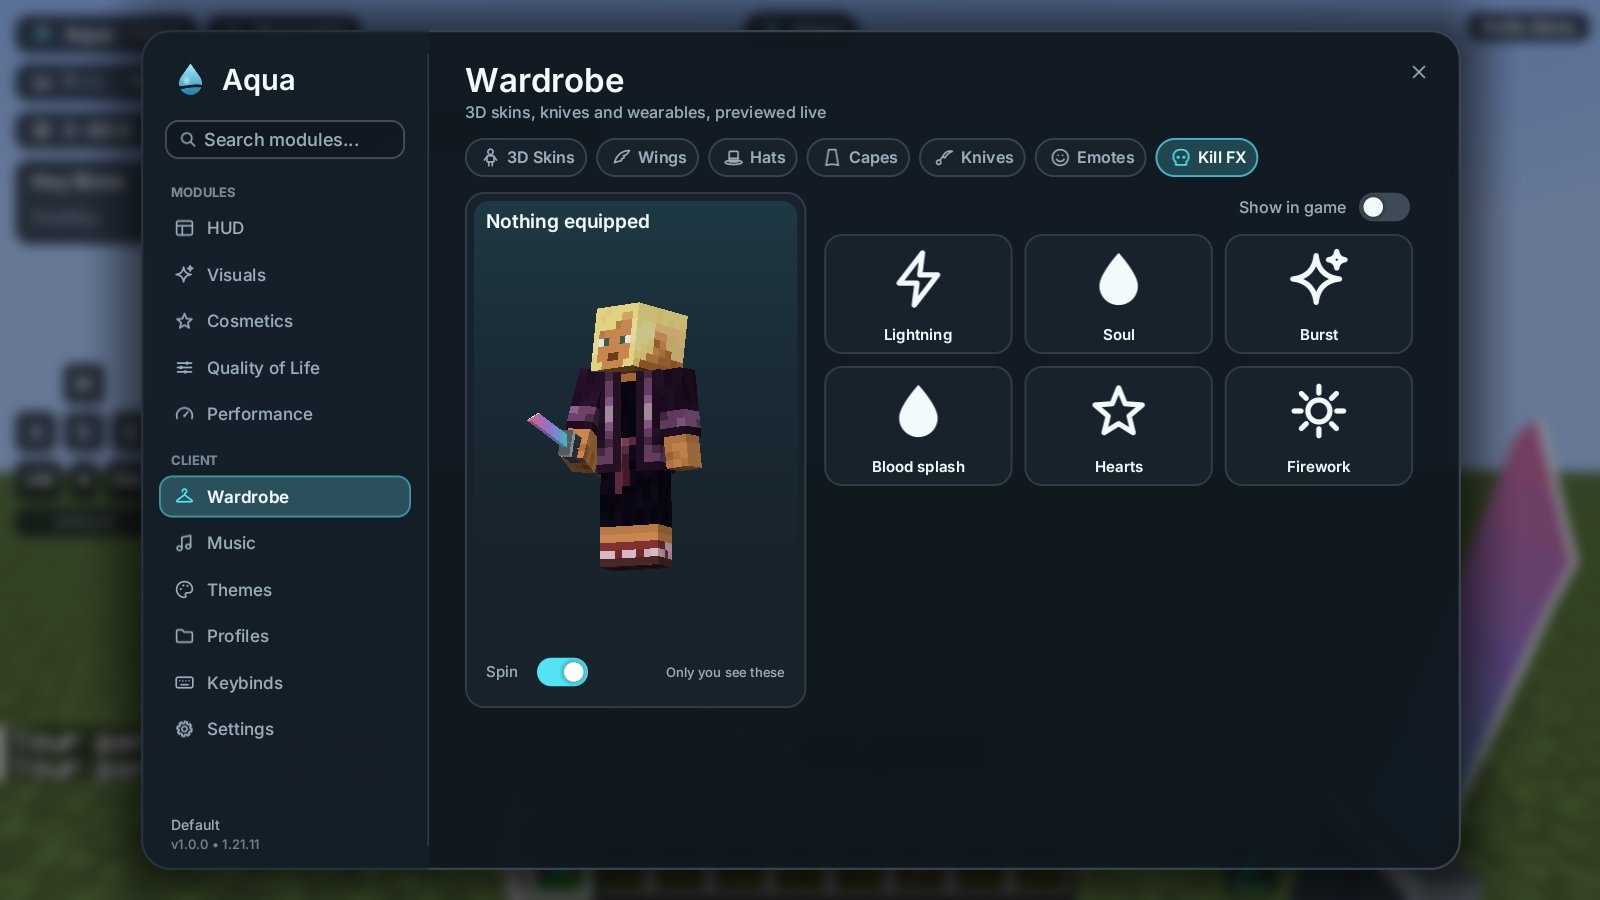 Aqua
Search modules...
MODULES
HUD
Visuals
Cosmetics
Quality of Life
Performance
CLIENT
Wardrobe
Music
Themes
Profiles
Keybinds
Settings
Default
v1.0.0 • 1.21.11
Wardrobe
3D skins, knives and wearables, previewed live
3D Skins Wings Hats Capes Knives Emotes Kill FX
Nothing equipped
Spin
Only you see these
Show in game
Lightning Soul Burst
Blood splash Hearts Firework